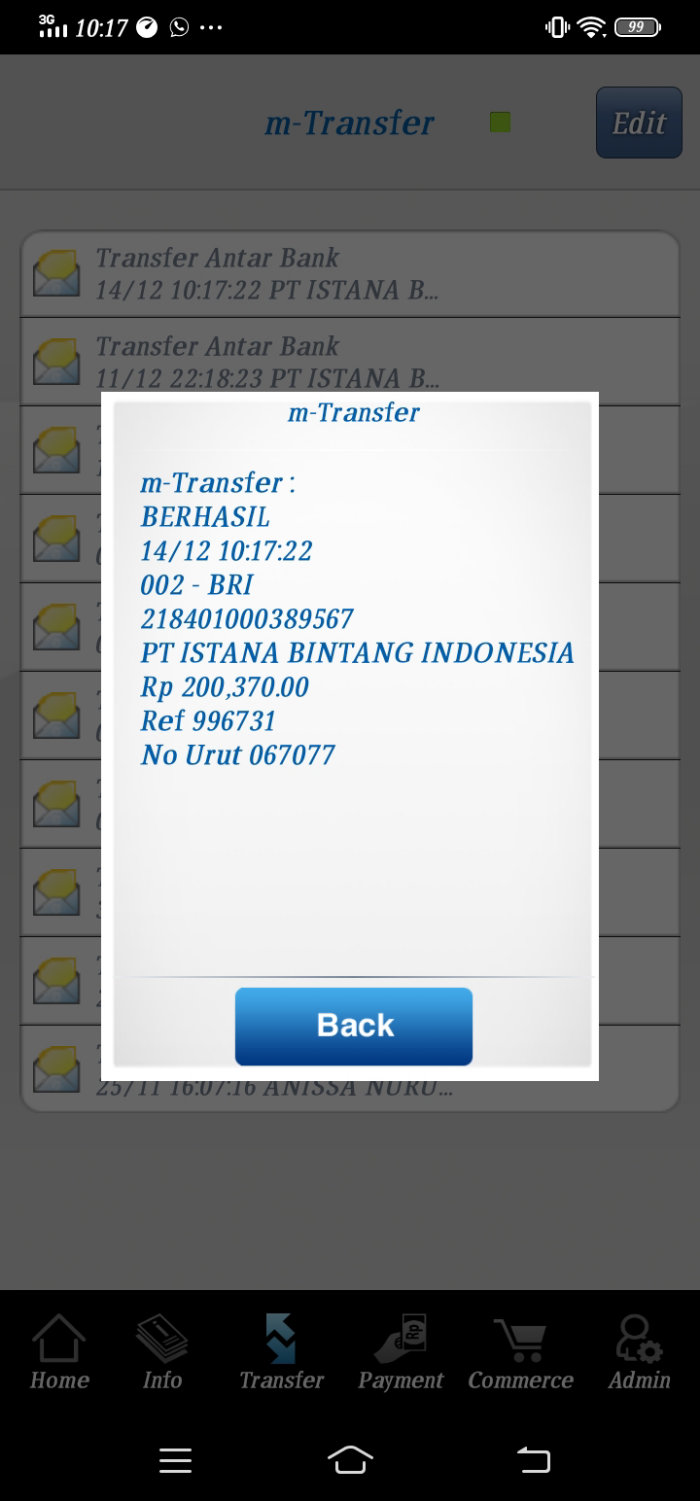 3G 10:17 99
m-Transfer Edit
Transfer Antar Bank
14/12 10:17:22 PT ISTANA B...
Transfer Antar Bank
11/12 22:18:23 PT ISTANA B...
m-Transfer
m-Transfer :
BERHASIL
14/12 10:17:22
002 - BRI
218401000389567
PT ISTANA BINTANG INDONESIA
Rp 200,370.00
Ref 996731
No Urut 067077
Back
25/11 16:07:16 ANISSA NURU...
Home Info Transfer Payment Commerce Admin